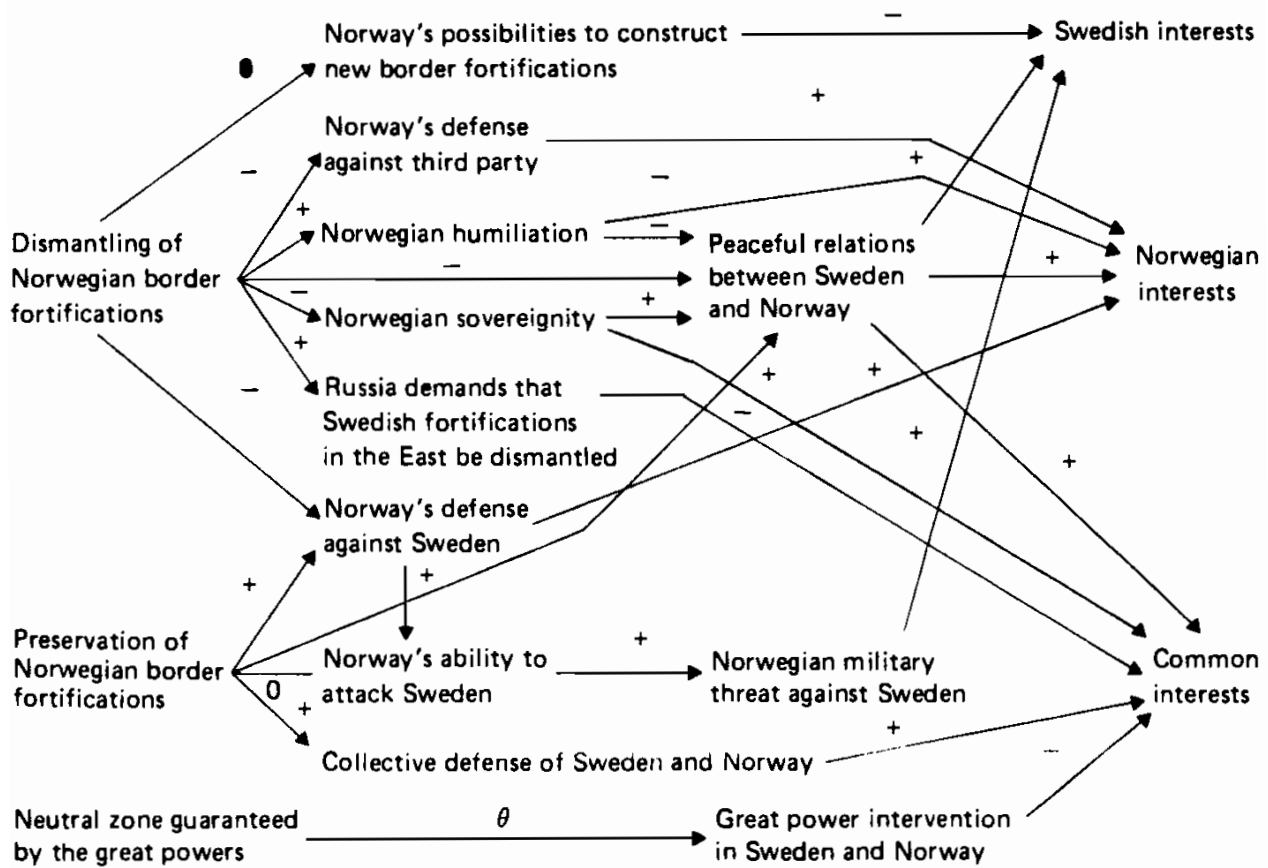 −
Norway's possibilities to construct
new border fortifications
Swedish interests
+
Norway's defense
against third party
−
−
+
+
Norwegian humiliation
−
Dismantling of
Norwegian border
fortifications
−
Peaceful relations
between Sweden
and Norway
+
Norwegian
interests
−
Norwegian sovereignity
+
+
Russia demands that
Swedish fortifications
in the East be dismantled
−
+
+
−
+
+
Norway's defense
against Sweden
+
+
Preservation of
Norwegian border
fortifications
0
+
Norway's ability to
attack Sweden
+
Norwegian military
threat against Sweden
Common
interests
Collective defense of Sweden and Norway
+
−
Neutral zone guaranteed
by the great powers
θ
Great power intervention
in Sweden and Norway